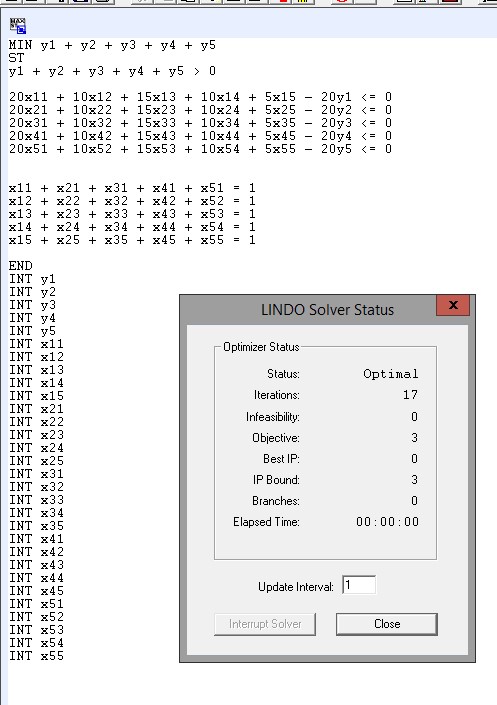 MIN y1 + y2 + y3 + y4 + y5
ST
y1 + y2 + y3 + y4 + y5 > 0
20x11 + 10x12 + 15x13 + 10x14 + 5x15 - 20y1 <= 0
20x21 + 10x22 + 15x23 + 10x24 + 5x25 - 20y2 <= 0
20x31 + 10x32 + 15x33 + 10x34 + 5x35 - 20y3 <= 0
20x41 + 10x42 + 15x43 + 10x44 + 5x45 - 20y4 <= 0
20x51 + 10x52 + 15x53 + 10x54 + 5x55 - 20y5 <= 0
x11 + x21 + x31 + x41 + x51 = 1
x12 + x22 + x32 + x42 + x52 = 1
x13 + x23 + x33 + x43 + x53 = 1
x14 + x24 + x34 + x44 + x54 = 1
x15 + x25 + x35 + x45 + x55 = 1
END
INT y1
INT y2
INT y3
INT y4
INT y5
INT x11
INT x12
INT x13
INT x14
INT x15
INT x21
INT x22
INT x23
INT x24
INT x25
INT x31
INT x32
INT x33
INT x34
INT x35
INT x41
INT x42
INT x43
INT x44
INT x45
INT x51
INT x52
INT x53
INT x54
INT x55
LINDO Solver Status
x
Optimizer Status
Status: Optimal
Iterations: 17
Infeasibility: 0
Objective: 3
Best IP: 0
IP Bound: 3
Branches: 0
Elapsed Time: 00:00:00
Update Interval: 1
Interrupt Solver Close